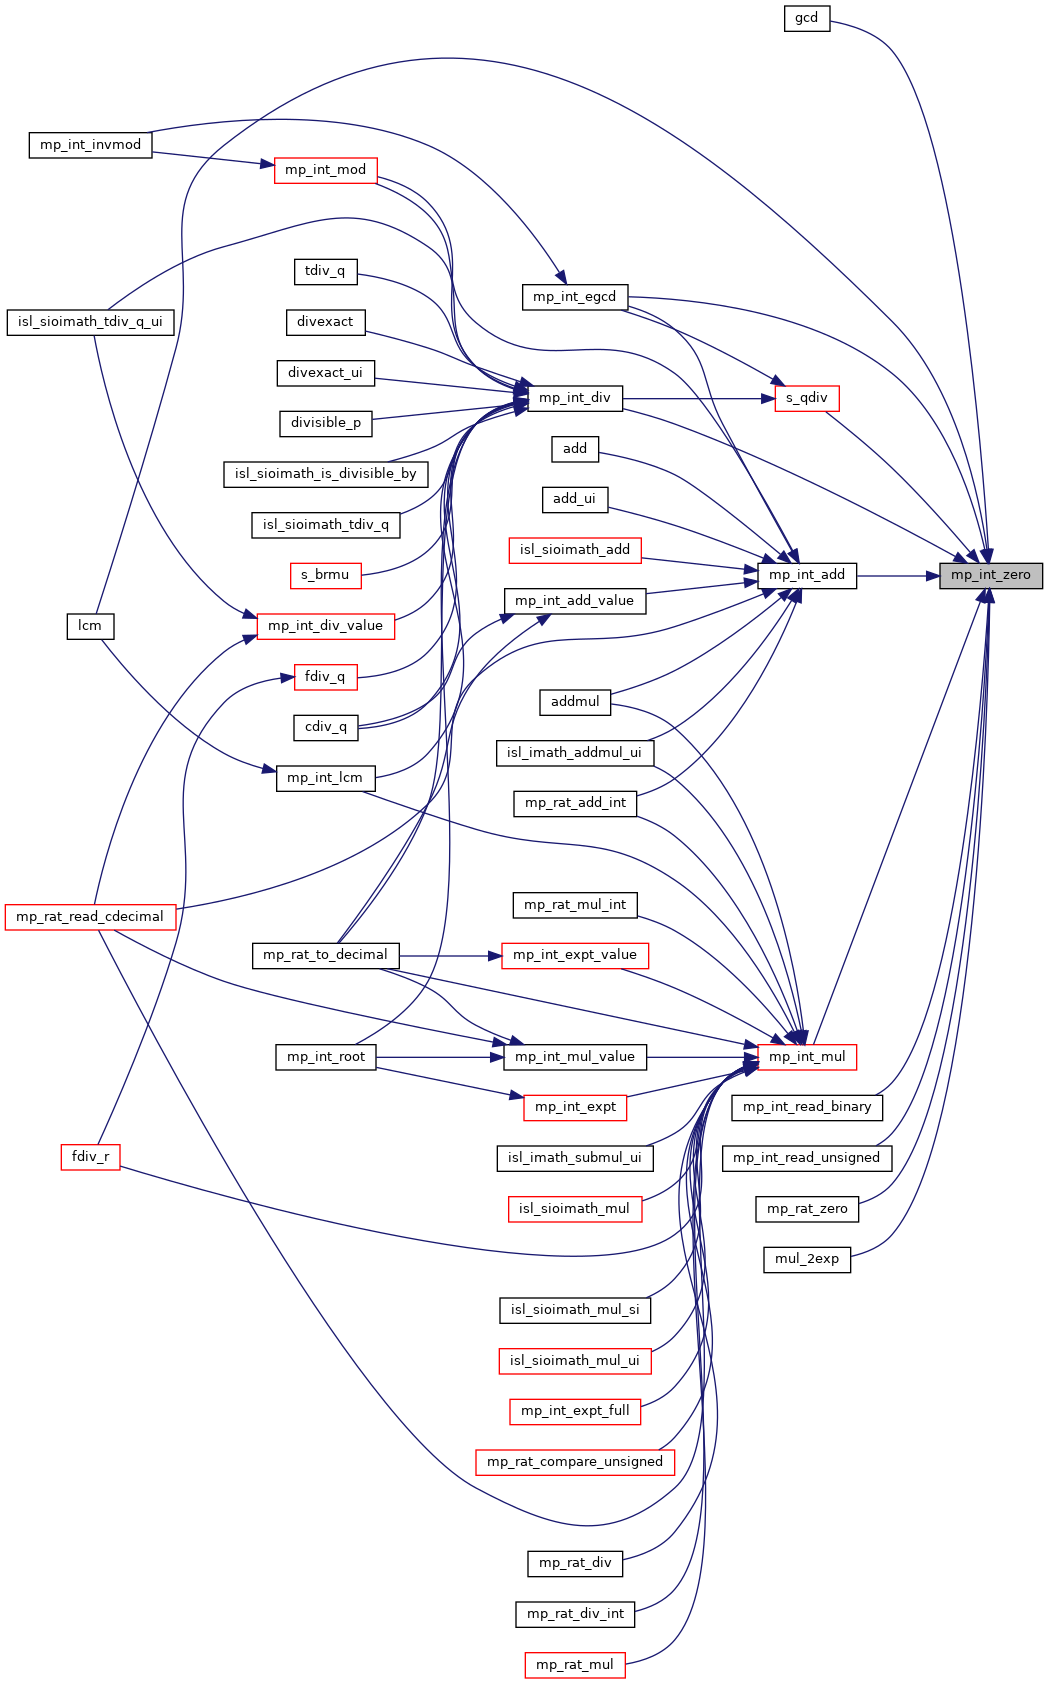 gcd
mp_int_invmod
mp_int_mod
tdiv_q
mp_int_egcd
isl_sioimath_tdiv_q_ui
divexact
divexact_ui
mp_int_div
s_qdiv
divisible_p
add
isl_sioimath_is_divisible_by
add_ui
isl_sioimath_tdiv_q
isl_sioimath_add
s_brmu
mp_int_add
mp_int_zero
mp_int_add_value
lcm
mp_int_div_value
fdiv_q
addmul
cdiv_q
isl_imath_addmul_ui
mp_int_lcm
mp_rat_add_int
mp_rat_mul_int
mp_rat_read_cdecimal
mp_rat_to_decimal
mp_int_expt_value
mp_int_root
mp_int_mul_value
mp_int_mul
mp_int_expt
mp_int_read_binary
fdiv_r
isl_imath_submul_ui
mp_int_read_unsigned
isl_sioimath_mul
mp_rat_zero
mul_2exp
isl_sioimath_mul_si
isl_sioimath_mul_ui
mp_int_expt_full
mp_rat_compare_unsigned
mp_rat_div
mp_rat_div_int
mp_rat_mul